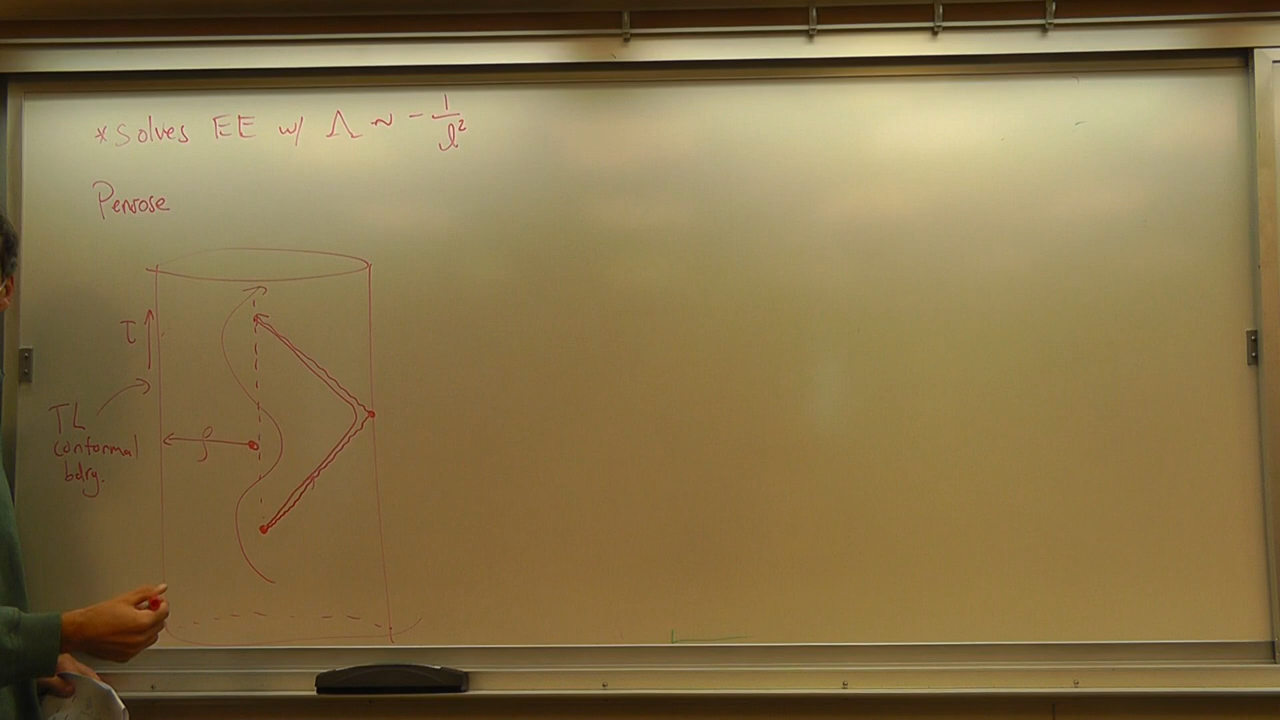 * Solves EE w/ Λ ~ - 1/l²
Penrose
τ
TL
conformal
bdry.
ρ